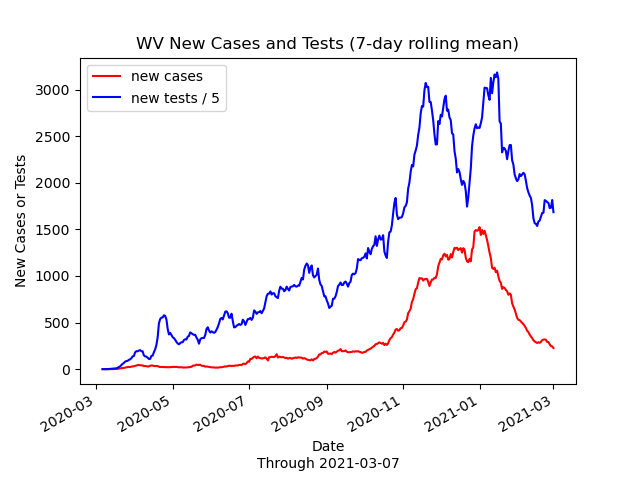 WV New Cases and Tests (7-day rolling mean)
new cases
new tests / 5
New Cases or Tests
3000
2500
2000
1500
1000
500
0
2020-03
2020-05
2020-07
2020-09
2020-11
2021-01
2021-03
Date
Through 2021-03-07